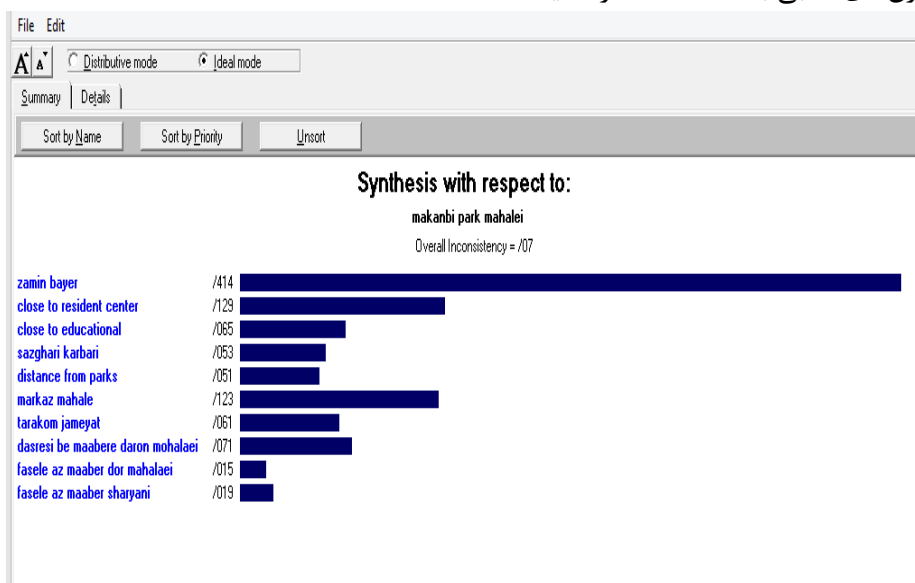 File Edit
A A Distributive mode Ideal mode
Summary Details
Sort by Name Sort by Priority Unsort
Synthesis with respect to:
makanbi park mahalei
Overall Inconsistency = /07
zamin bayer /414
close to resident center /129
close to educational /065
sazghari karbari /053
distance from parks /051
markaz mahale /123
tarakom jameyat /061
dasresi be maabere daron mohalaei /071
fasele az maaber dor mahalaei /015
fasele az maaber sharyani /019